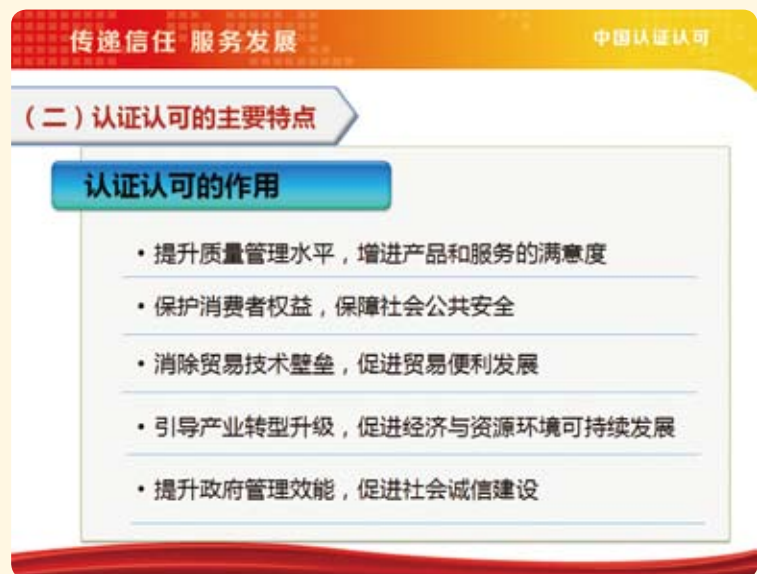 传递信任 服务发展
中国认证认可
（二）认证认可的主要特点
认证认可的作用
•提升质量管理水平，增进产品和服务的满意度
•保护消费者权益，保障社会公共安全
•消除贸易技术壁垒，促进贸易便利发展
•引导产业转型升级，促进经济与资源环境可持续发展
•提升政府管理效能，促进社会诚信建设